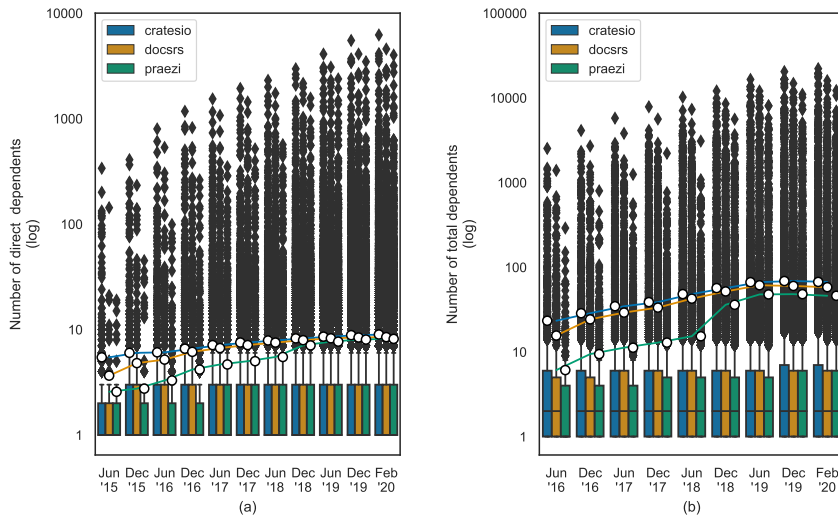 10000
1000
100
10
1
Number of direct dependents
(log)
cratesio
docsrs
praezi
Jun '15
Dec '15
Jun '16
Dec '16
Jun '17
Dec '17
Jun '18
Dec '18
Jun '19
Dec '19
Feb '20
(a)
100000
10000
1000
100
10
1
Number of total dependents
(log)
cratesio
docsrs
praezi
Jun '16
Dec '16
Jun '17
Dec '17
Jun '18
Dec '18
Jun '19
Dec '19
Feb '20
(b)